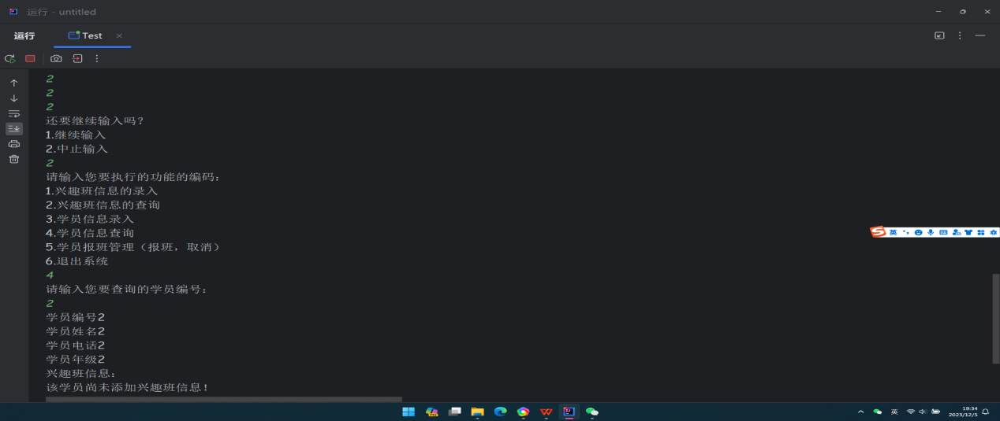 运行 - untitled
运行 Test
2
2
2
还要继续输入吗?
1.继续输入
2.中止输入
2
请输入您要执行的功能的编码:
1.兴趣班信息的录入
2.兴趣班信息的查询
3.学员信息录入
4.学员信息查询
5.学员报班管理（报班，取消）
6.退出系统
4
请输入您要查询的学员编号:
2
学员编号2
学员姓名2
学员电话2
学员年级2
兴趣班信息:
该学员尚未添加兴趣班信息!
英
英
19:34
2023/12/5